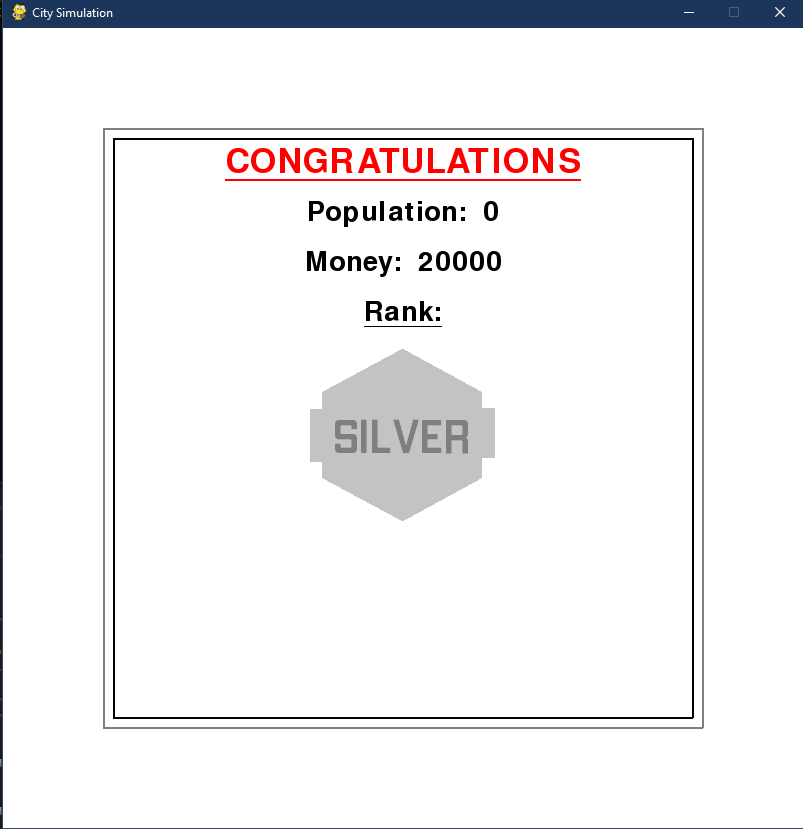 City Simulation
CONGRATULATIONS
Population: 0
Money: 20000
Rank:
SILVER